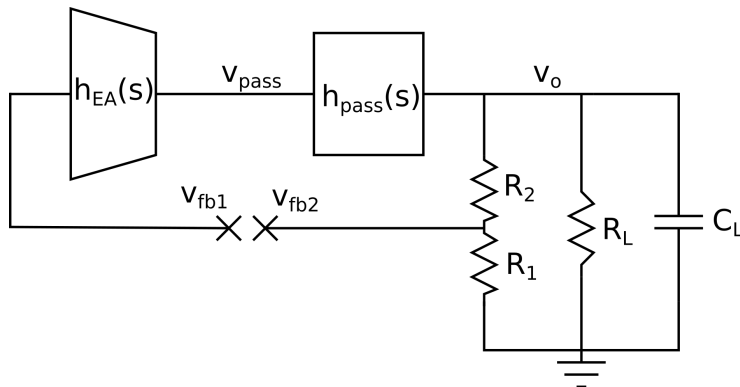 h_EA(s)
v_pass
h_pass(s)
v_o
v_fb1
v_fb2
R_2
R_1
R_L
C_L